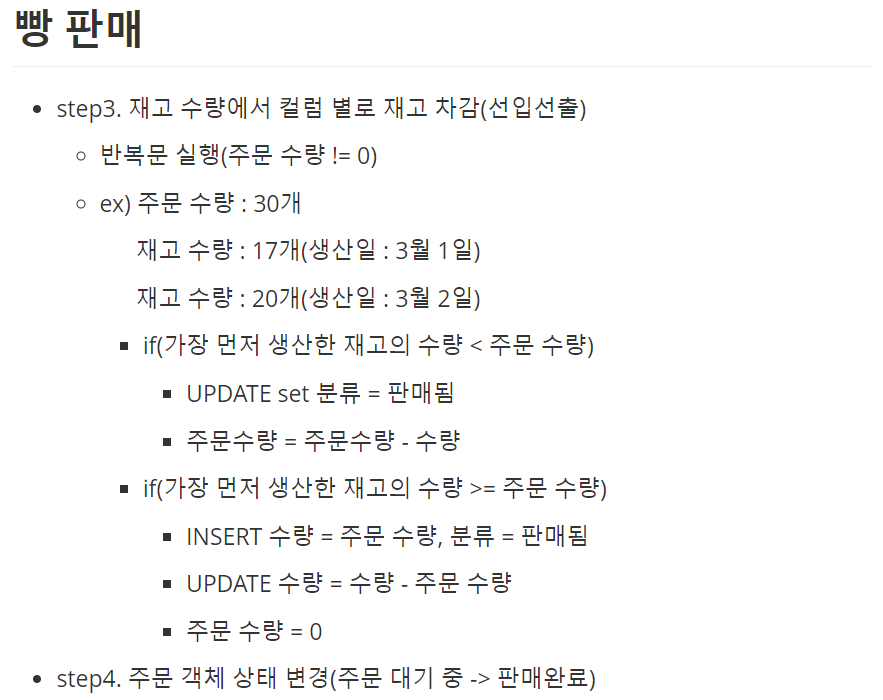 빵 판매
step3. 재고 수량에서 컬럼 별로 재고 차감(선입선출)
반복문 실행(주문 수량 != 0)
ex) 주문 수량 : 30개
재고 수량 : 17개(생산일 : 3월 1일)
재고 수량 : 20개(생산일 : 3월 2일)
if(가장 먼저 생산한 재고의 수량 < 주문 수량)
UPDATE set 분류 = 판매됨
주문수량 = 주문수량 - 수량
if(가장 먼저 생산한 재고의 수량 >= 주문 수량)
INSERT 수량 = 주문 수량, 분류 = 판매됨
UPDATE 수량 = 수량 - 주문 수량
주문 수량 = 0
step4. 주문 객체 상태 변경(주문 대기 중 -> 판매완료)